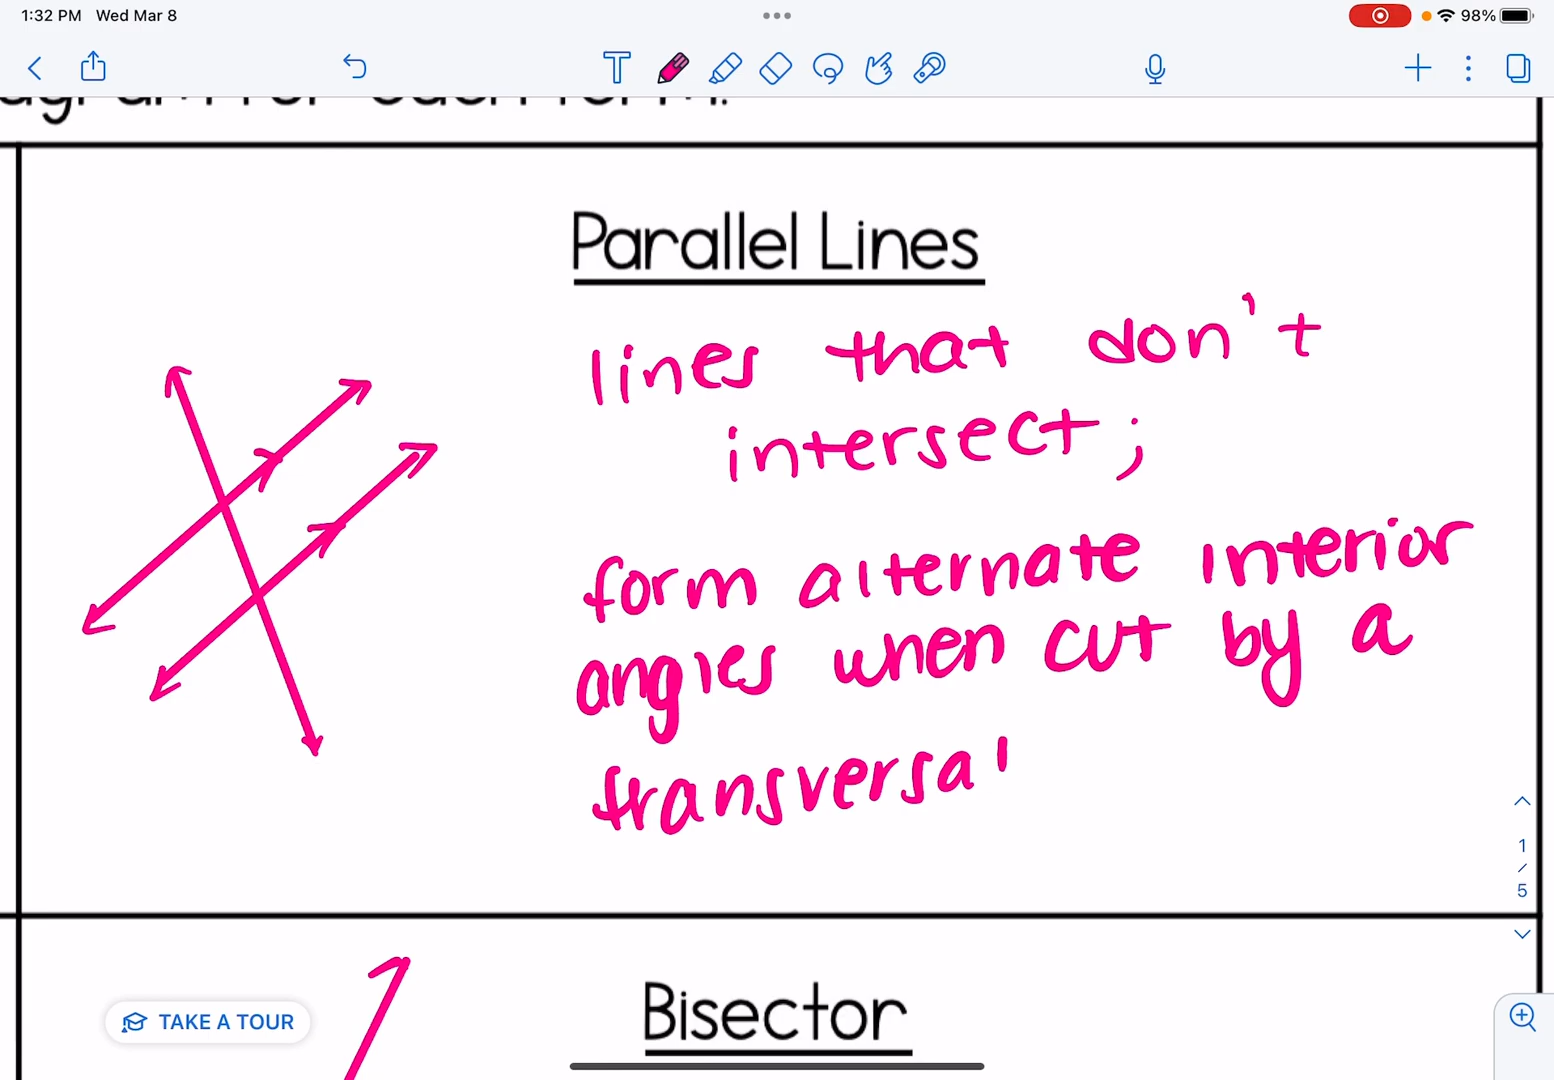 1:32 PM Wed Mar 8
98%
Parallel Lines
lines that don't
intersect;
form alternate interior
angles when cut by a
transversal
1
/
5
TAKE A TOUR
Bisector